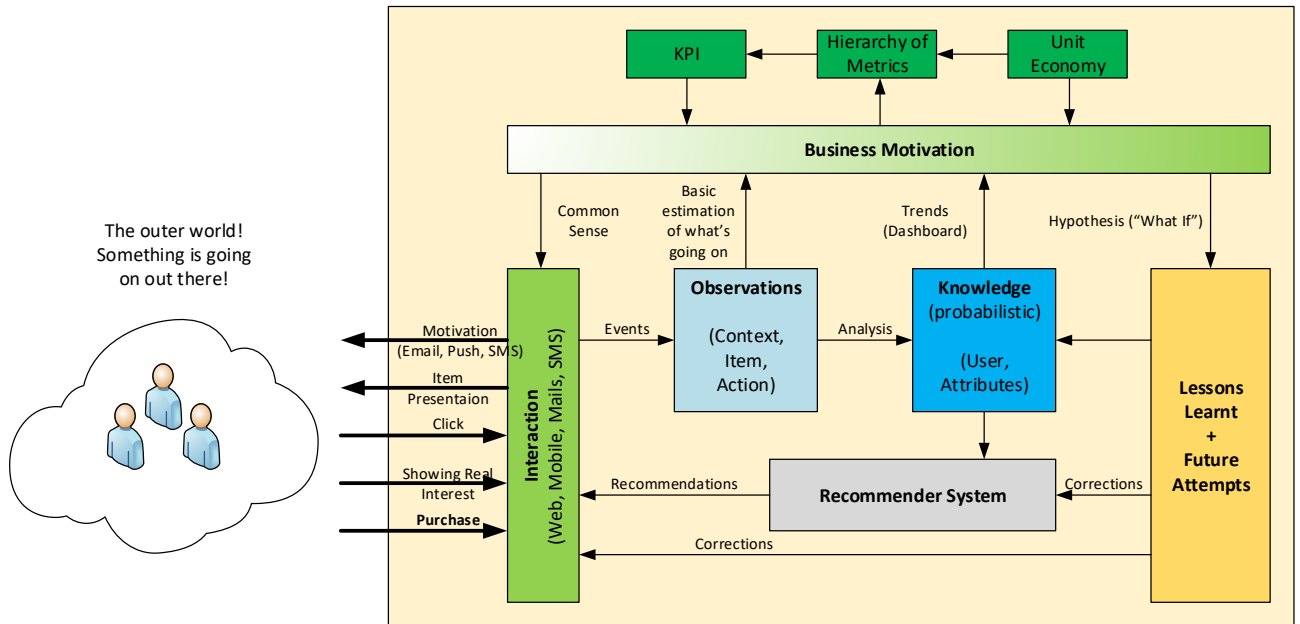 KPI
Hierarchy of
Metrics
Unit
Economy
Business Motivation
Common
Sense
Basic
estimation
of what's
going on
Trends
(Dashboard)
Hypothesis (“What If”)
The outer world!
Something is going
on out there!
Motivation
(Email, Push, SMS)
Item
Presentaion
Click
Showing Real
Interest
Purchase
Interaction
(Web, Mobile, Mails, SMS)
Events
Observations
(Context,
Item,
Action)
Analysis
Knowledge
(probabilistic)
(User,
Attributes)
Lessons
Learnt
+
Future
Attempts
Recommendations
Recommender System
Corrections
Corrections